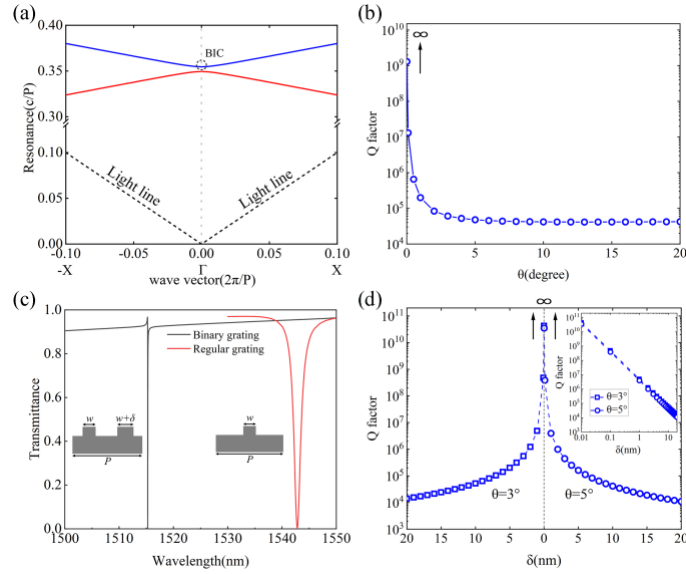 (a)
0.40
0.35
0.30
0.10
0.05
0.00
Resonance(c/P)
BIC
Light line
Light line
-0.10
-0.05
0.00
0.05
0.10
-X
Γ
X
wave vector(2π/P)
(b)
10^10
10^9
10^8
10^7
10^6
10^5
10^4
Q factor
∞
0
5
10
15
20
θ(degree)
(c)
1.0
0.8
0.6
0.4
0.2
0.0
Transmittance
Binary grating
Regular grating
w
w+δ
P
w
P
1500
1510
1520
1530
1540
1550
Wavelength(nm)
(d)
∞
10^11
10^10
10^9
10^8
10^7
10^6
10^5
10^4
10^3
Q factor
θ=3°
θ=5°
20
15
10
5
0
5
10
15
20
δ(nm)
10^11
10^10
10^9
10^8
10^7
10^6
10^5
10^4
10^3
Q factor
θ=3°
θ=5°
0.01
0.1
1
10
δ(nm)